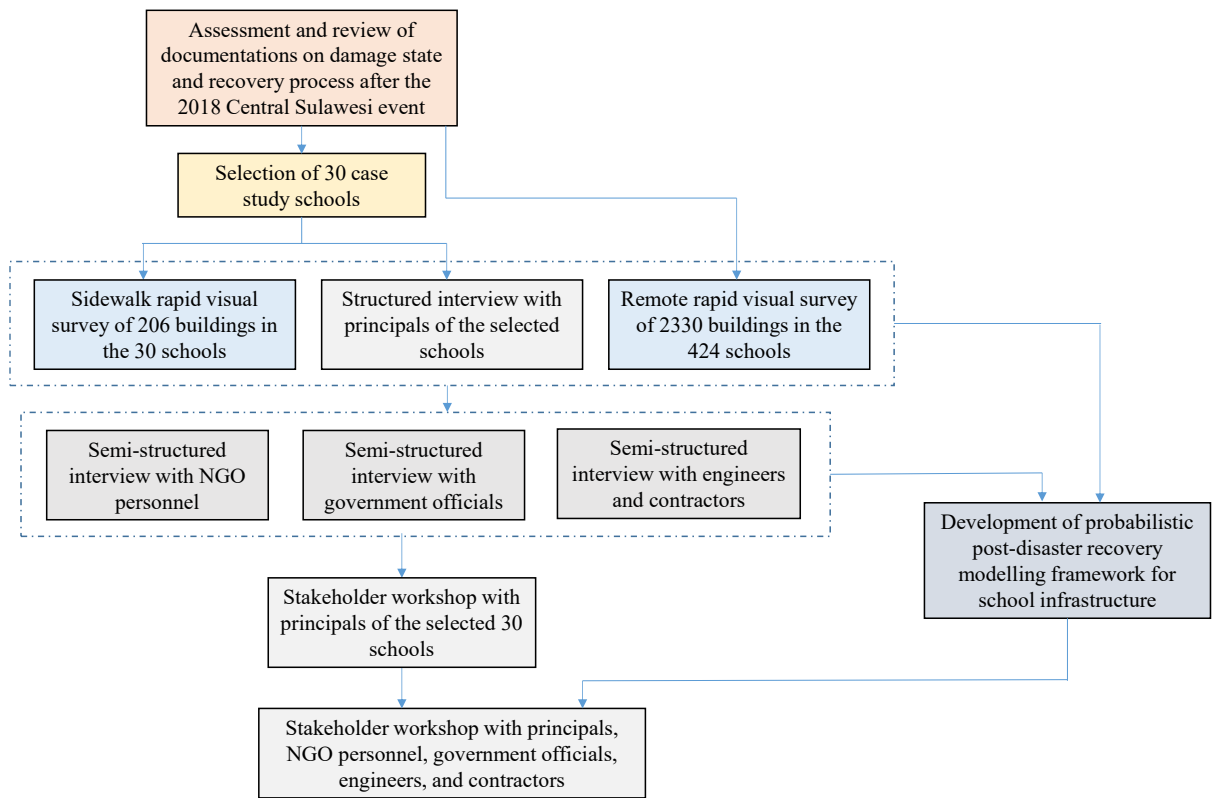 Assessment and review of
documentations on damage state
and recovery process after the
2018 Central Sulawesi event
Selection of 30 case
study schools
Sidewalk rapid visual
survey of 206 buildings in
the 30 schools
Structured interview with
principals of the selected
schools
Remote rapid visual survey
of 2330 buildings in the
424 schools
Semi-structured
interview with NGO
personnel
Semi-structured
interview with
government officials
Semi-structured
interview with engineers
and contractors
Development of probabilistic
post-disaster recovery
modelling framework for
school infrastructure
Stakeholder workshop with
principals of the selected 30
schools
Stakeholder workshop with principals,
NGO personnel, government officials,
engineers, and contractors